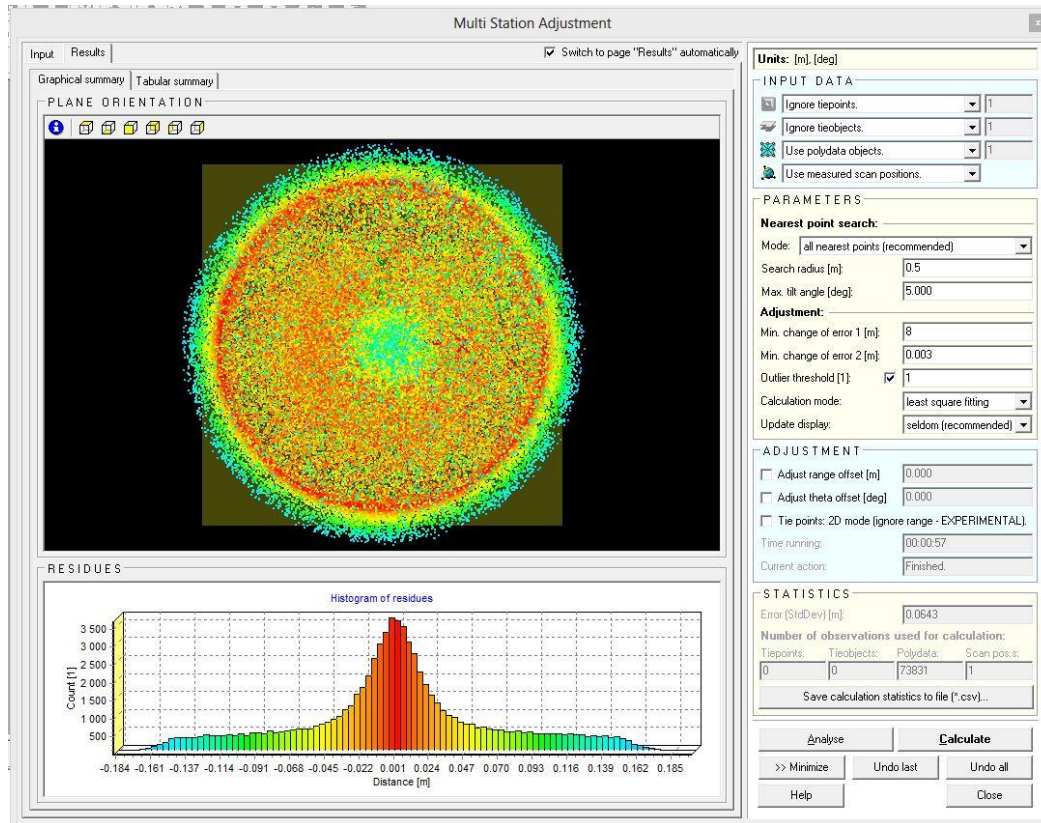 Multi Station Adjustment
Input Results
Switch to page "Results" automatically
Graphical summary Tabular summary
PLANE ORIENTATION
RESIDUES
Histogram of residues
Count [1]
3 500
3 000
2 500
2 000
1 500
1 000
500
-0.184 -0.161 -0.137 -0.114 -0.091 -0.068 -0.045 -0.022 0.001 0.024 0.047 0.070 0.093 0.116 0.139 0.162 0.185
Distance [m]
Units: [m], [deg]
INPUT DATA
Ignore tiepoints. 1
Ignore tieobjects. 1
Use polydata objects. 1
Use measured scan positions.
PARAMETERS
Nearest point search:
Mode: all nearest points (recommended)
Search radius [m]: 0.5
Max. tilt angle [deg]: 5.000
Adjustment:
Min. change of error 1 [m]: 8
Min. change of error 2 [m]: 0.003
Outlier threshold [1]: 1
Calculation mode: least square fitting
Update display: seldom (recommended)
ADJUSTMENT
Adjust range offset [m] 0.000
Adjust theta offset [deg] 0.000
Tie points: 2D mode (ignore range - EXPERIMENTAL).
Time running: 00:00:57
Current action: Finished.
STATISTICS
Error (StdDev) [m]: 0.0643
Number of observations used for calculation:
Tiepoints: Tieobjects: Polydata: Scan pos.s:
0 0 73831 1
Save calculation statistics to file (*.csv)...
Analyse Calculate
>> Minimize Undo last Undo all
Help Close